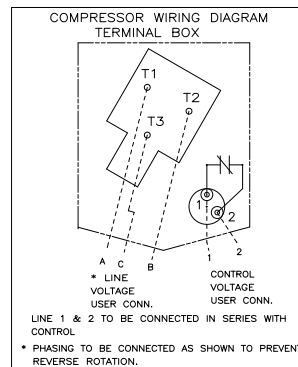 COMPRESSOR WIRING DIAGRAM
TERMINAL BOX
T1
T2
T3
1
2
A C B 1 2
* LINE
VOLTAGE
USER CONN.
CONTROL
VOLTAGE
USER CONN.
LINE 1 & 2 TO BE CONNECTED IN SERIES WITH
CONTROL
* PHASING TO BE CONNECTED AS SHOWN TO PREVENT
REVERSE ROTATION.